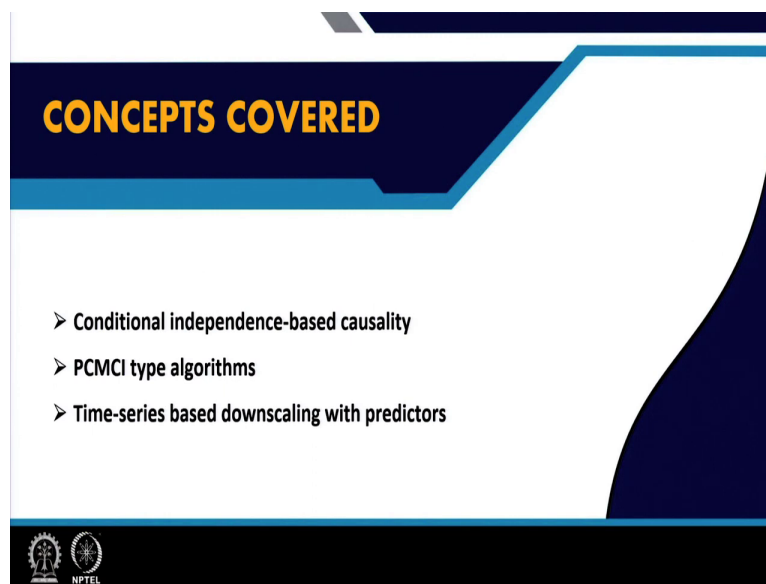 CONCEPTS COVERED
➢ Conditional independence-based causality
➢ PCMCI type algorithms
➢ Time-series based downscaling with predictors
NPTEL